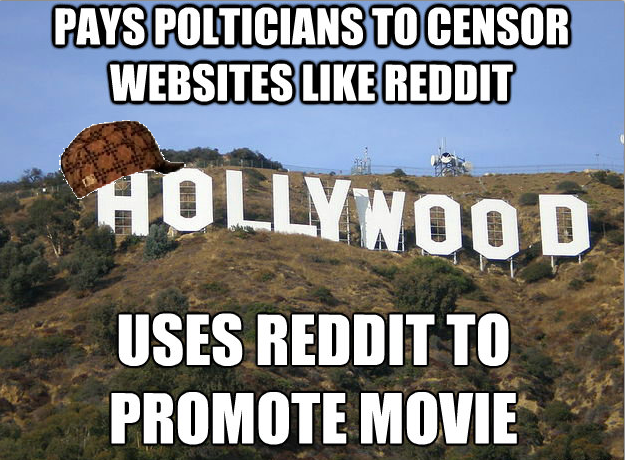 PAYS POLTICIANS TO CENSOR
WEBSITES LIKE REDDIT
HOLLYWOOD
USES REDDIT TO
PROMOTE MOVIE